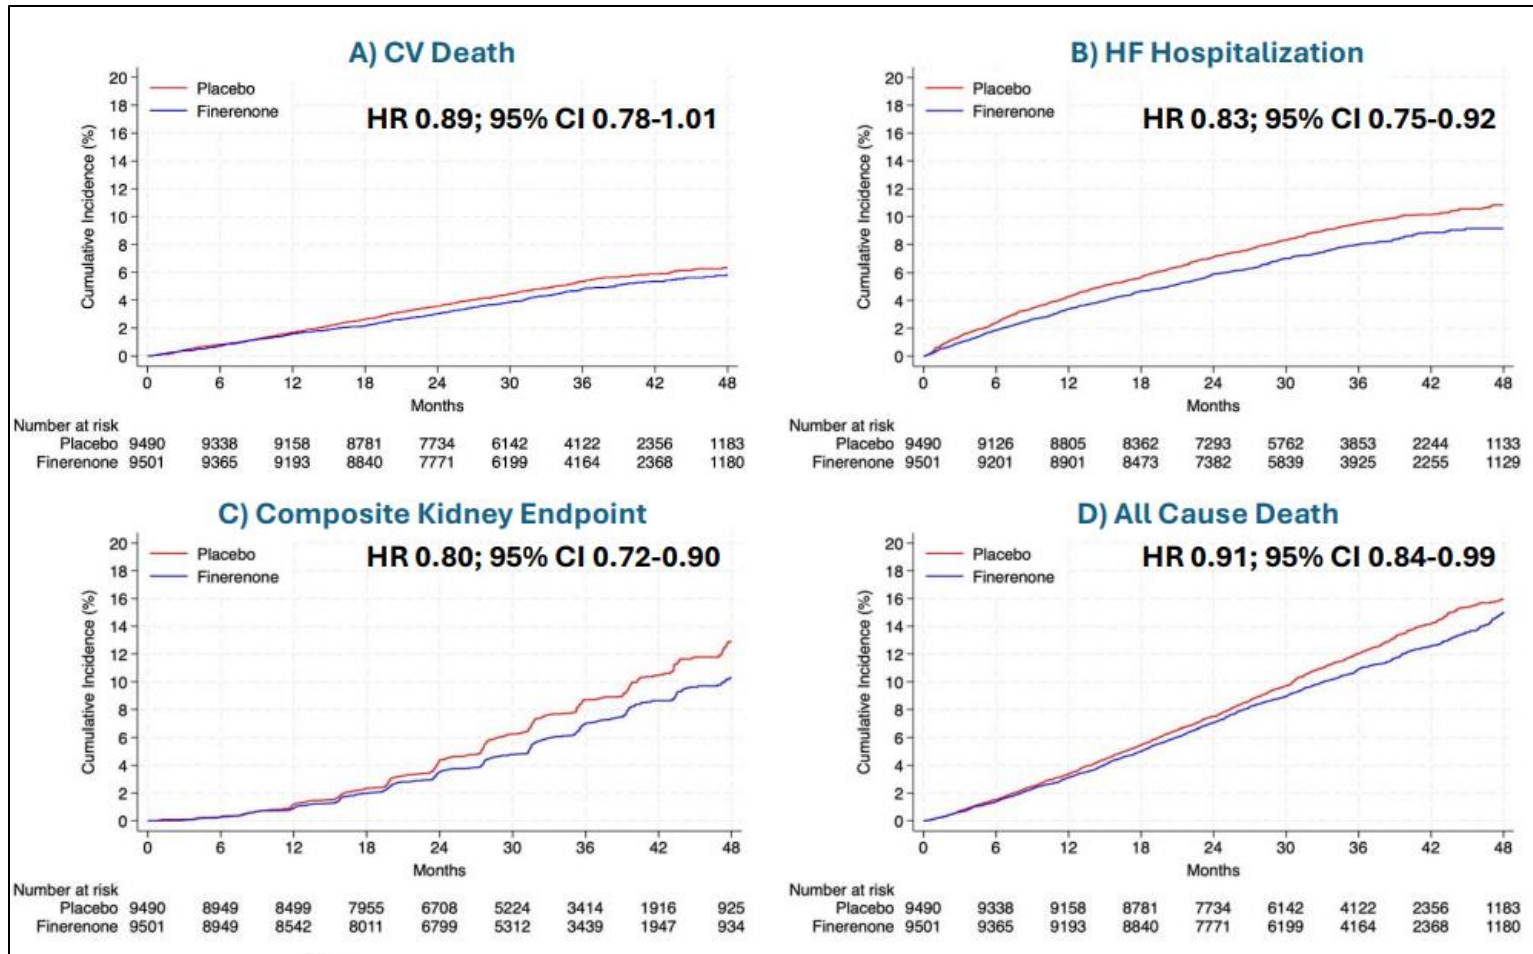 A) CV Death
20
18
16
14
12
10
8
6
4
2
0
Cumulative Incidence (%)
Placebo
Finerenone
HR 0.89; 95% CI 0.78-1.01
0 6 12 18 24 30 36 42 48
Months
Number at risk
Placebo 9490 9338 9158 8781 7734 6142 4122 2356 1183
Finerenone 9501 9365 9193 8840 7771 6199 4164 2368 1180
B) HF Hospitalization
20
18
16
14
12
10
8
6
4
2
0
Cumulative Incidence (%)
Placebo
Finerenone
HR 0.83; 95% CI 0.75-0.92
0 6 12 18 24 30 36 42 48
Months
Number at risk
Placebo 9490 9126 8805 8362 7293 5762 3853 2244 1133
Finerenone 9501 9201 8901 8473 7382 5839 3925 2255 1129
C) Composite Kidney Endpoint
20
18
16
14
12
10
8
6
4
2
0
Cumulative Incidence (%)
Placebo
Finerenone
HR 0.80; 95% CI 0.72-0.90
0 6 12 18 24 30 36 42 48
Months
Number at risk
Placebo 9490 8949 8499 7955 6708 5224 3414 1916 925
Finerenone 9501 8949 8542 8011 6799 5312 3439 1947 934
D) All Cause Death
20
18
16
14
12
10
8
6
4
2
0
Cumulative Incidence (%)
Placebo
Finerenone
HR 0.91; 95% CI 0.84-0.99
0 6 12 18 24 30 36 42 48
Months
Number at risk
Placebo 9490 9338 9158 8781 7734 6142 4122 2356 1183
Finerenone 9501 9365 9193 8840 7771 6199 4164 2368 1180